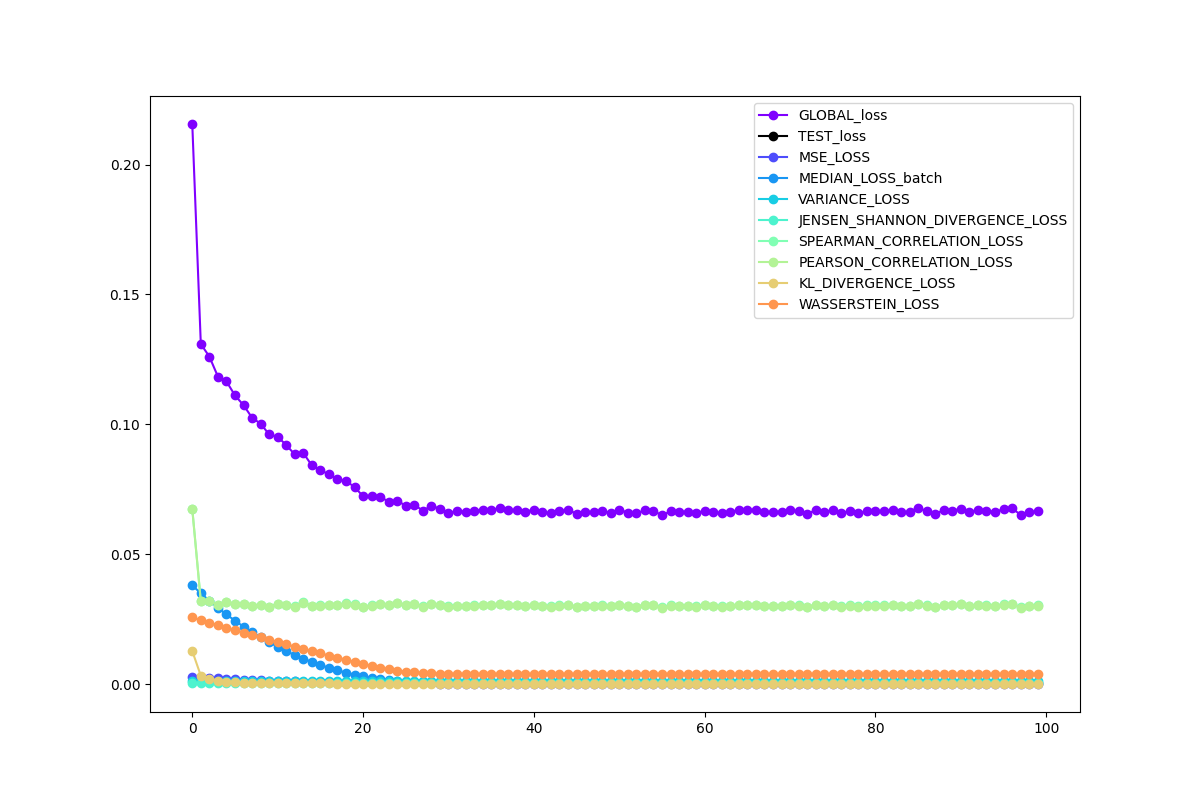 GLOBAL_loss
TEST_loss
MSE_LOSS
MEDIAN_LOSS_batch
VARIANCE_LOSS
JENSEN_SHANNON_DIVERGENCE_LOSS
SPEARMAN_CORRELATION_LOSS
PEARSON_CORRELATION_LOSS
KL_DIVERGENCE_LOSS
WASSERSTEIN_LOSS
0.20
0.15
0.10
0.05
0.00
0 20 40 60 80 100